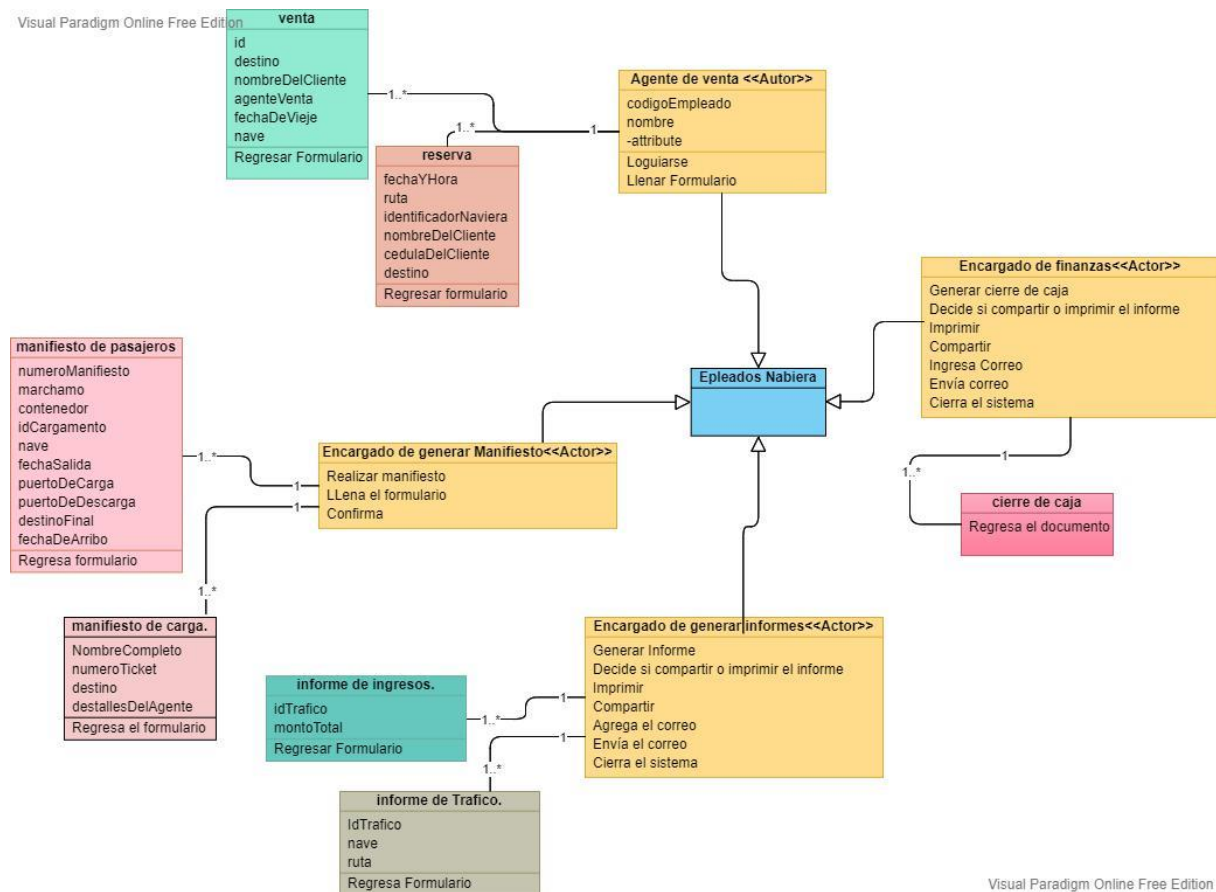 Visual Paradigm Online Free Edition
venta
id
destino
nombreDelCliente
agenteVenta
fechaDeVieje
nave
Regresar Formulario
1..*
1..*
1
Agente de venta <<Autor>>
codigoEmpleado
nombre
-attribute
Loguiarse
Llenar Formulario
reserva
fechaYHora
ruta
identificadorNaviera
nombreDelCliente
cedulaDelCliente
destino
Regresar formulario
Encargado de finanzas<<Actor>>
Generar cierre de caja
Decide si compartir o imprimir el informe
Imprimir
Compartir
Ingresa Correo
Envía correo
Cierra el sistema
manifiesto de pasajeros
numeroManifiesto
marchamo
contenedor
idCargamento
nave
fechaSalida
puertoDeCarga
puertoDeDescarga
destinoFinal
fechaDeArribo
Regresa formulario
Epleados Nabiera
1..*
1
1
1..*
Encargado de generar Manifiesto<<Actor>>
Realizar manifiesto
LLena el formulario
Confirma
1
1..*
cierre de caja
Regresa el documento
manifiesto de carga.
NombreCompleto
numeroTicket
destino
destallesDelAgente
Regresa el formulario
Encargado de generar informes<<Actor>>
Generar Informe
Decide si compartir o imprimir el informe
Imprimir
Compartir
Agrega el correo
Envía el correo
Cierra el sistema
informe de ingresos.
idTrafico
montoTotal
Regresar Formulario
1..*
1
1
1..*
informe de Trafico.
IdTrafico
nave
ruta
Regresa Formulario
Visual Paradigm Online Free Edition